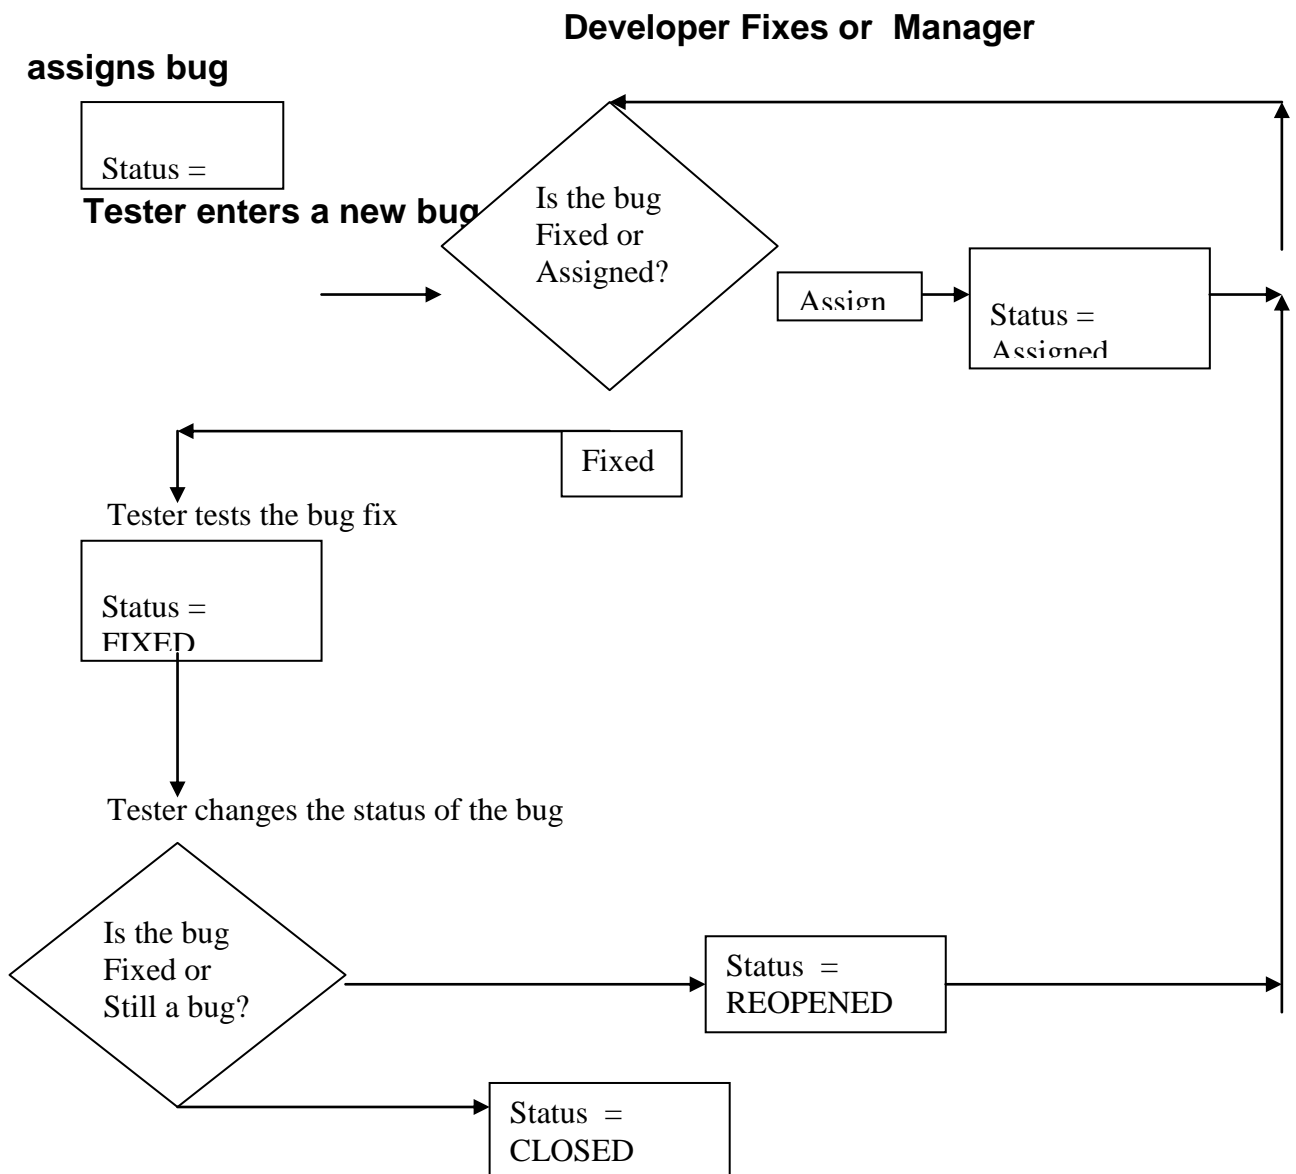 Developer Fixes or  Manager
assigns bug
Status =
Tester enters a new bug
Is the bug
Fixed or
Assigned?
Assign
Status =
Assigned
Fixed
Tester tests the bug fix
Status =
FIXED
Tester changes the status of the bug
Is the bug
Fixed or
Still a bug?
Status  =
REOPENED
Status  =
CLOSED